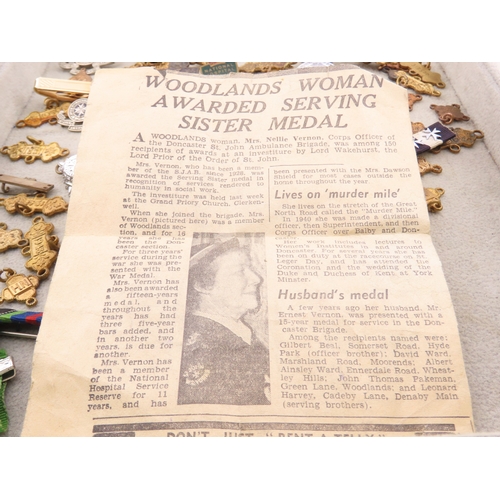 WOODLANDS WOMAN
AWARDED SERVING
SISTER MEDAL
A WOODLANDS woman, Mrs. Nellie Vernon, Corps Officer of
the Doncaster St. John Ambulance Brigade, was among 150
recipients of awards at an investiture by Lord Wakehurst, the
Lord Prior of the Order of St. John.
Mrs. Vernon, who has been a mem-
ber of the B.J.A.B. since
was awarded the Serving Sister medal in
recognition of services rendered to
humanity in social work.
The investiture was held last week
at the Grand Priory Church, Clerken-
well.
When she joined the brigade, Mrs.
Vernon (pictured here) was a member
of Woodlands sec-
tion, and for 16
years she
been the Don-
caster section.
For three years'
service during the
war she was pre-
sented with the
War Medal.
Mrs. Vernon has
also been awarded
a fifteen-years
medal, and
throughout the
years has had
three five-year
bars added, and
in another two
years, is due for
another.
Mrs. Vernon has
been a member
of the National
Hospital Service
Reserve for 11
years, and has
been presented with the Mrs. Dawson
Shield for most cases outside the
home throughout the year.
Lives on 'murder mile'
She lives on the stretch of the Great
North Road called the "Murder Mile."
In 1949 she was made a divisional
officer, then Superintendent, and then
Corps Officer over Balby and Don-
Her work includes lectures to
Women's Institutes in and around
Doncaster
been on duty at the racecourse on St.
Leger Day, and has attended the
Coronation and the wedding of the
Duke and Duchess of Kent, at York
Minster.
Husband's medal
A few years ago her husband, Mr.
Ernest Vernon, was presented with a
15-year medal for service in the Don-
caster Brigade.
Among the recipients named were:
Gilbert Beal, Somerset Road, Hyde
Park (officer brother); David Ward,
Marshland Road, Moorends; Albert
Ainsley Ward, Ennerdale Road, Wheat-
ley Hills; John Thomas Pakeman,
Green Lane, Woodlands; and Leonard
Harvey, Cadeby Lane, Denaby Main
(serving brothers).
DON'T JUST "RENT A TELLY"